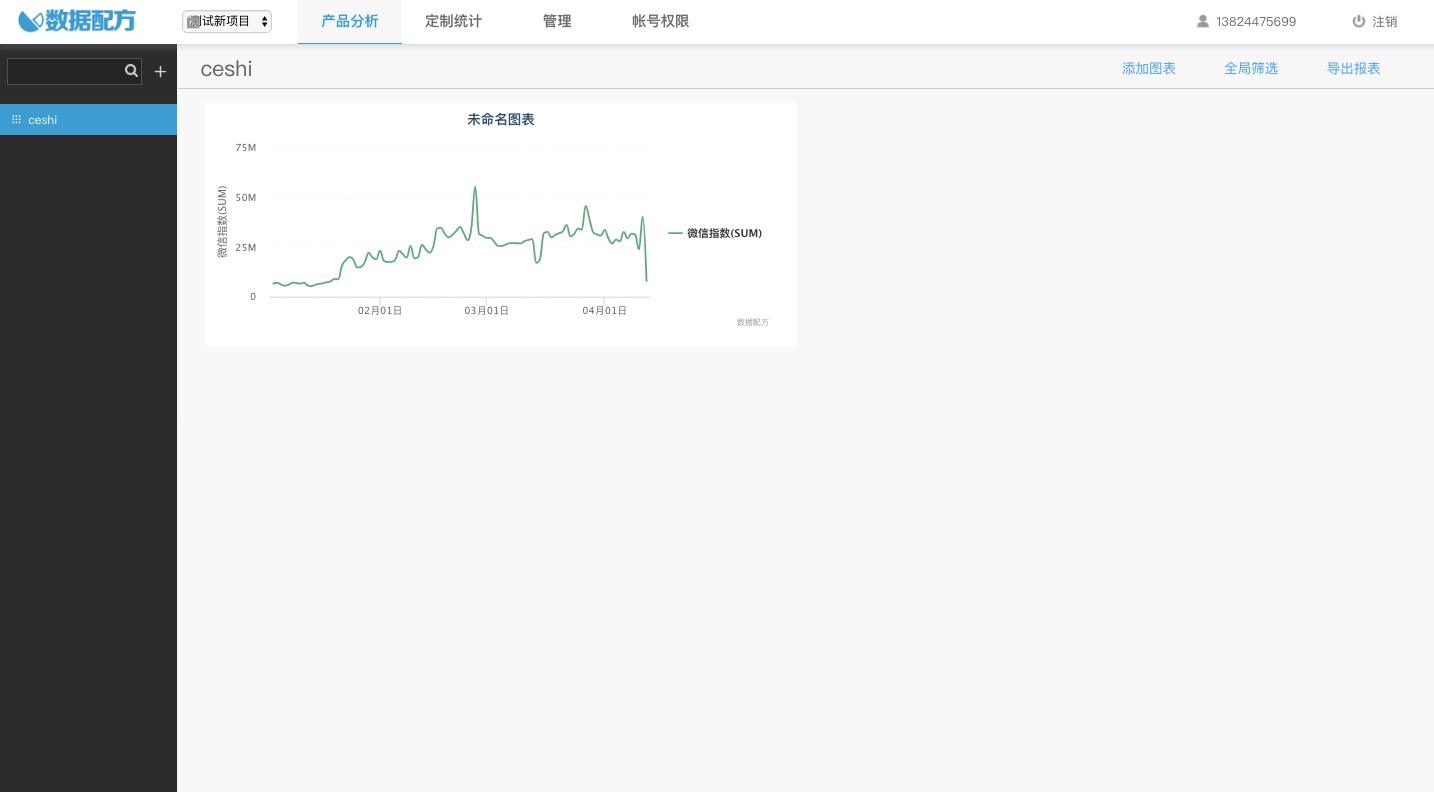 数据配方
试新项目
产品分析
定制统计
管理
帐号权限
13824475699
注销
ceshi
添加图表
全局筛选
导出报表
ceshi
未命名图表
75M
50M
25M
0
微信指数(SUM)
02月01日
03月01日
04月01日
微信指数(SUM)
数据配方